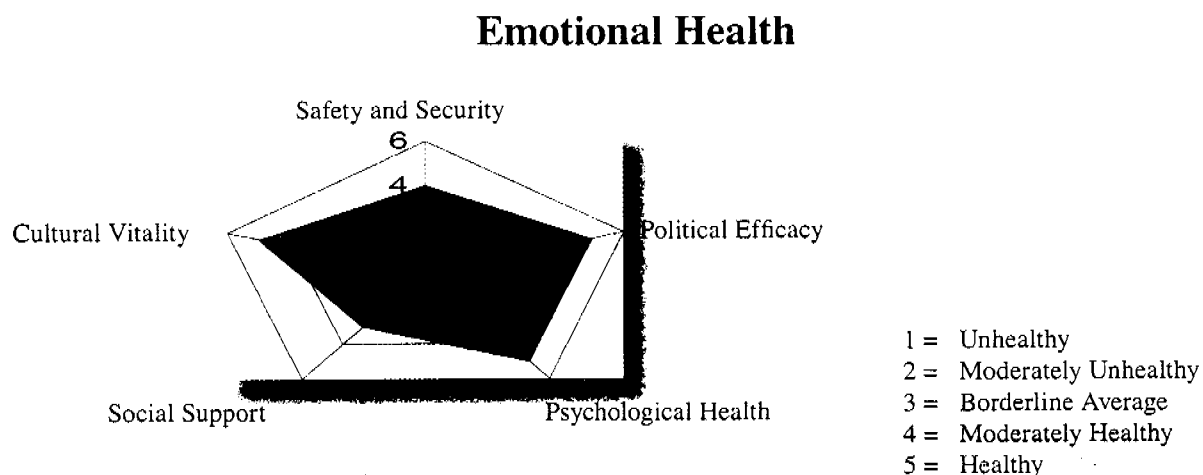 Emotional Health
Safety and Security
6
4
Cultural Vitality
Political Efficacy
Social Support
Psychological Health
1 = Unhealthy
2 = Moderately Unhealthy
3 = Borderline Average
4 = Moderately Healthy
5 = Healthy